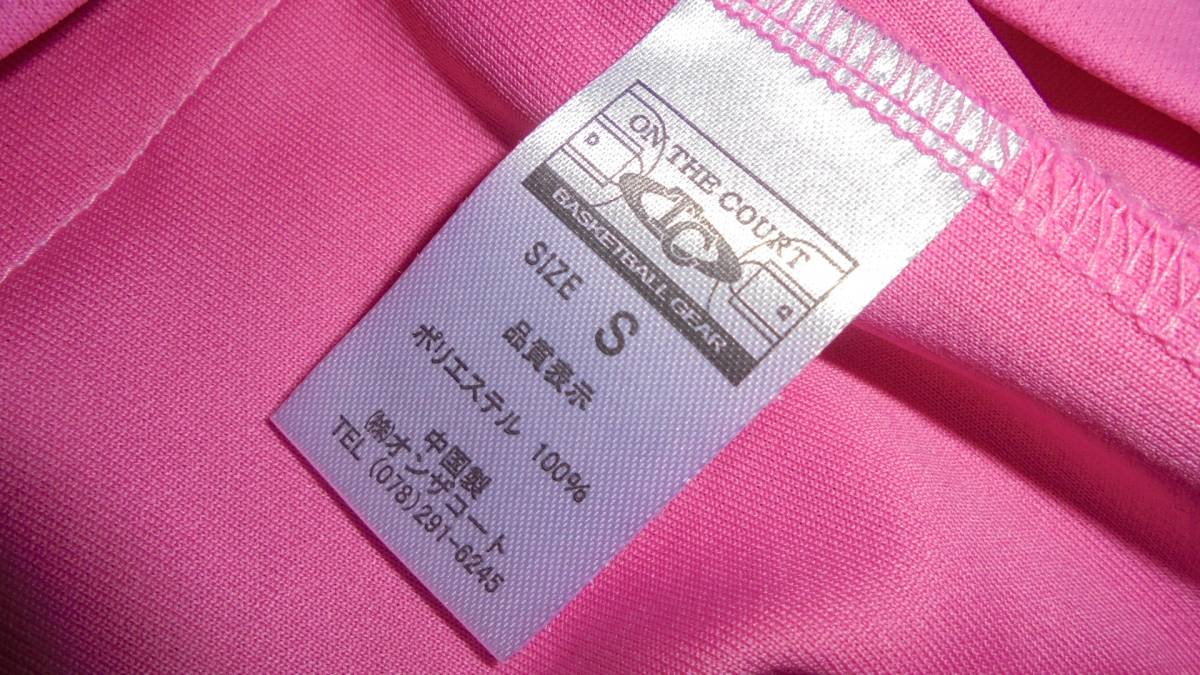 ON THE COURT
TC
BASKETBALL GEAR
SIZE S
品質表示
ポリエステル 100%
中国製
㈱オンザコート
TEL (078)291-6245